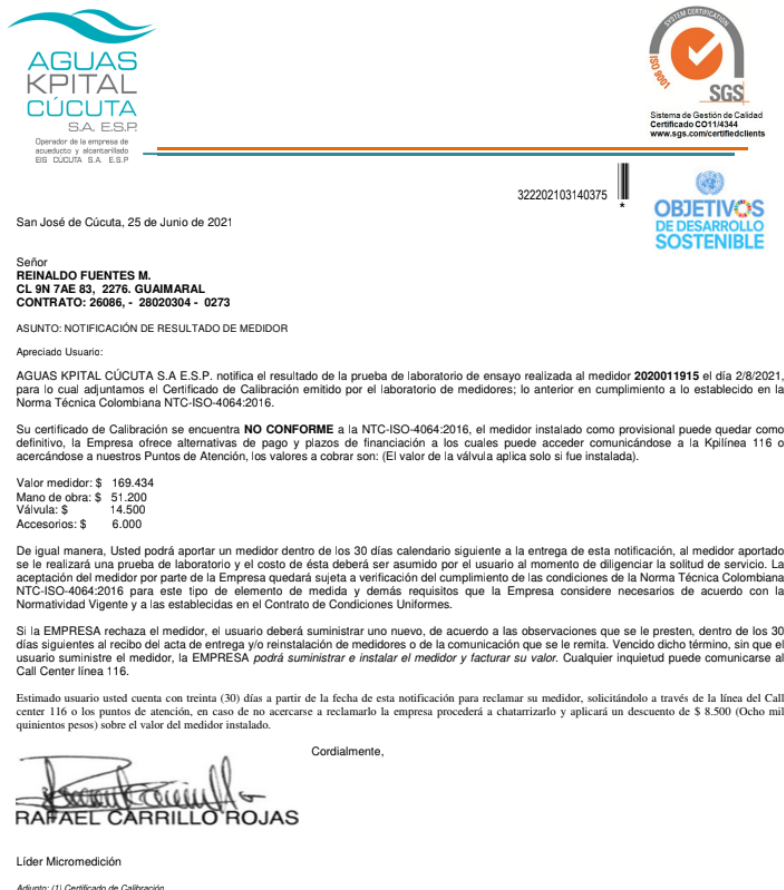 AGUAS
KPITAL
CÚCUTA
S.A. E.S.P.
Operador de la empresa de
acueducto y alcantarillado
EIS CÚCUTA S.A. E.S.P
SYSTEM CERTIFICATION
ISO 9001
SGS
Sistema de Gestión de Calidad
Certificado CO11/4344
www.sgs.com/certifiedclients
322202103140375
*
OBJETIVOS
DE DESARROLLO
SOSTENIBLE
San José de Cúcuta, 25 de Junio de 2021
Señor
REINALDO FUENTES M.
CL 9N 7AE 83, 2276. GUAIMARAL
CONTRATO: 26086, - 28020304 - 0273
ASUNTO: NOTIFICACIÓN DE RESULTADO DE MEDIDOR
Apreciado Usuario:
AGUAS KPITAL CÚCUTA S.A E.S.P. notifica el resultado de la prueba de laboratorio de ensayo realizada al medidor 2020011915 el día 2/8/2021,
para lo cual adjuntamos el Certificado de Calibración emitido por el laboratorio de medidores; lo anterior en cumplimiento a lo establecido en la
Norma Técnica Colombiana NTC-ISO-4064:2016.
Su certificado de Calibración se encuentra NO CONFORME a la NTC-ISO-4064:2016, el medidor instalado como provisional puede quedar como
definitivo, la Empresa ofrece alternativas de pago y plazos de financiación a los cuales puede acceder comunicándose a la Kpilínea 116 o
acercándose a nuestros Puntos de Atención, los valores a cobrar son: (El valor de la válvula aplica solo si fue instalada).
Valor medidor: $ 169.434
Mano de obra: $ 51.200
Válvula: $ 14.500
Accesorios: $ 6.000
De igual manera, Usted podrá aportar un medidor dentro de los 30 días calendario siguiente a la entrega de esta notificación, al medidor aportado
se le realizará una prueba de laboratorio y el costo de ésta deberá ser asumido por el usuario al momento de diligenciar la solitud de servicio. La
aceptación del medidor por parte de la Empresa quedará sujeta a verificación del cumplimiento de las condiciones de la Norma Técnica Colombiana
NTC-ISO-4064:2016 para este tipo de elemento de medida y demás requisitos que la Empresa considere necesarios de acuerdo con la
Normatividad Vigente y a las establecidas en el Contrato de Condiciones Uniformes.
Si la EMPRESA rechaza el medidor, el usuario deberá suministrar uno nuevo, de acuerdo a las observaciones que se le presten, dentro de los 30
días siguientes al recibo del acta de entrega y/o reinstalación de medidores o de la comunicación que se le remita. Vencido dicho término, sin que el
usuario suministre el medidor, la EMPRESA podrá suministrar e instalar el medidor y facturar su valor. Cualquier inquietud puede comunicarse al
Call Center línea 116.
Estimado usuario usted cuenta con treinta (30) días a partir de la fecha de esta notificación para reclamar su medidor, solicitándolo a través de la línea del Call
center 116 o los puntos de atención, en caso de no acercarse a reclamarlo la empresa procederá a chatarrizarlo y aplicará un descuento de $ 8.500 (Ocho mil
quinientos pesos) sobre el valor del medidor instalado.
Cordialmente,
RAFAEL CARRILLO ROJAS
Líder Micromedición
Adjunto: (1) Certificado de Calibración